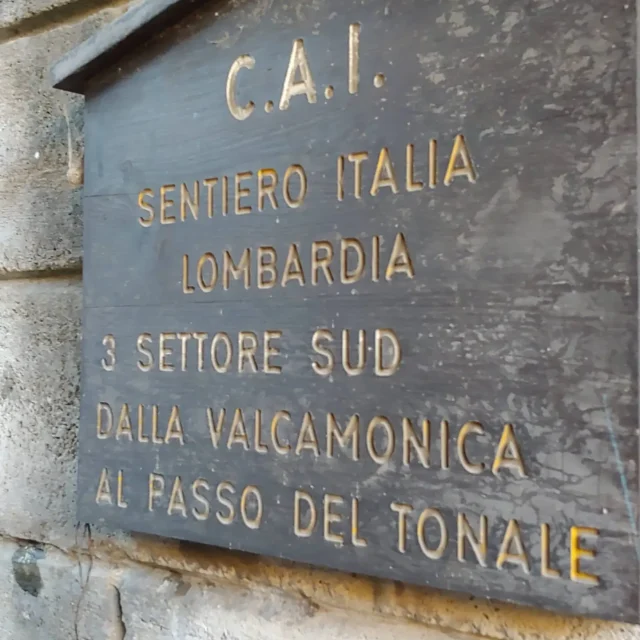 C.A.I.
SENTIERO ITALIA
LOMBARDIA
3 SETTORE SUD
DALLA VALCAMONICA
AL PASSO DEL TONALE